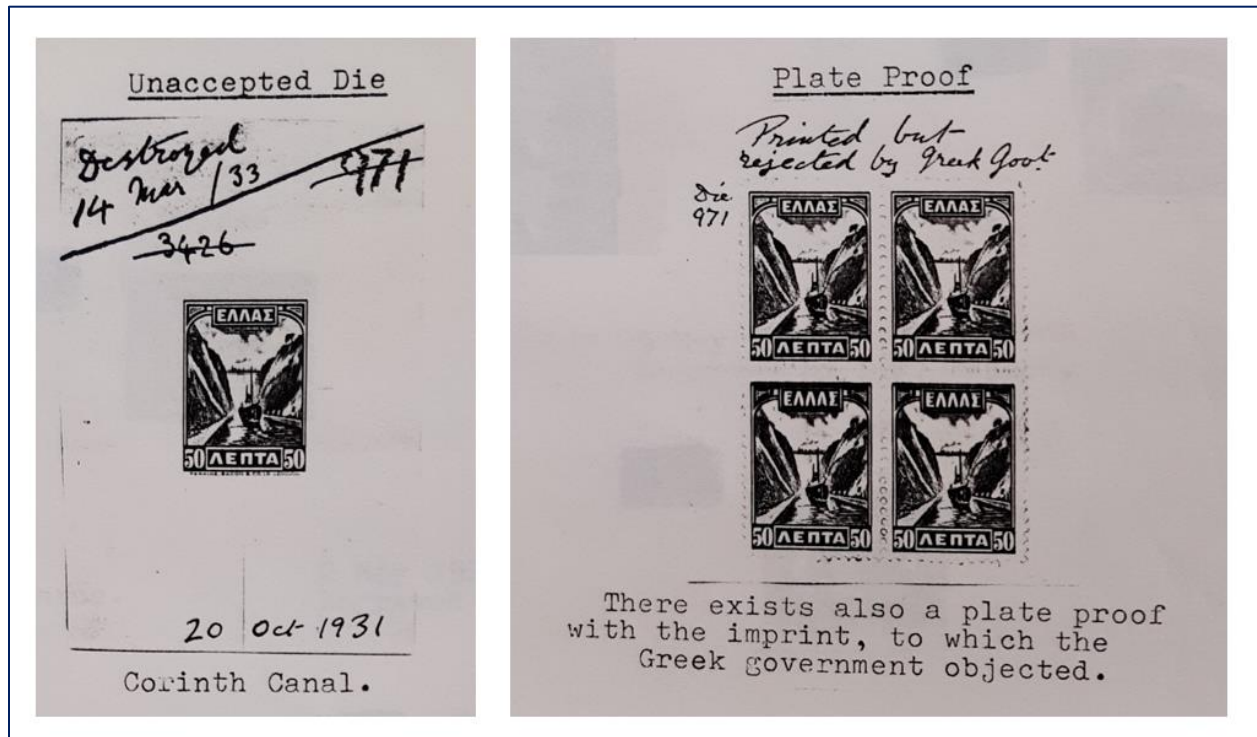 Unaccepted Die
Destroyed
14 Mar /33
971
3426
ΕΛΛΑΣ
50 ΛΕΠΤΑ 50
20 Oct 1931
Corinth Canal.
Plate Proof
Printed but
rejected by Greek Govt.
Die
971
ΕΛΛΑΣ ΕΛΛΑΣ
50 ΛΕΠΤΑ 50 50 ΛΕΠΤΑ 50
ΕΛΛΑΣ ΕΛΛΑΣ
50 ΛΕΠΤΑ 50 50 ΛΕΠΤΑ 50
There exists also a plate proof
with the imprint, to which the
Greek government objected.